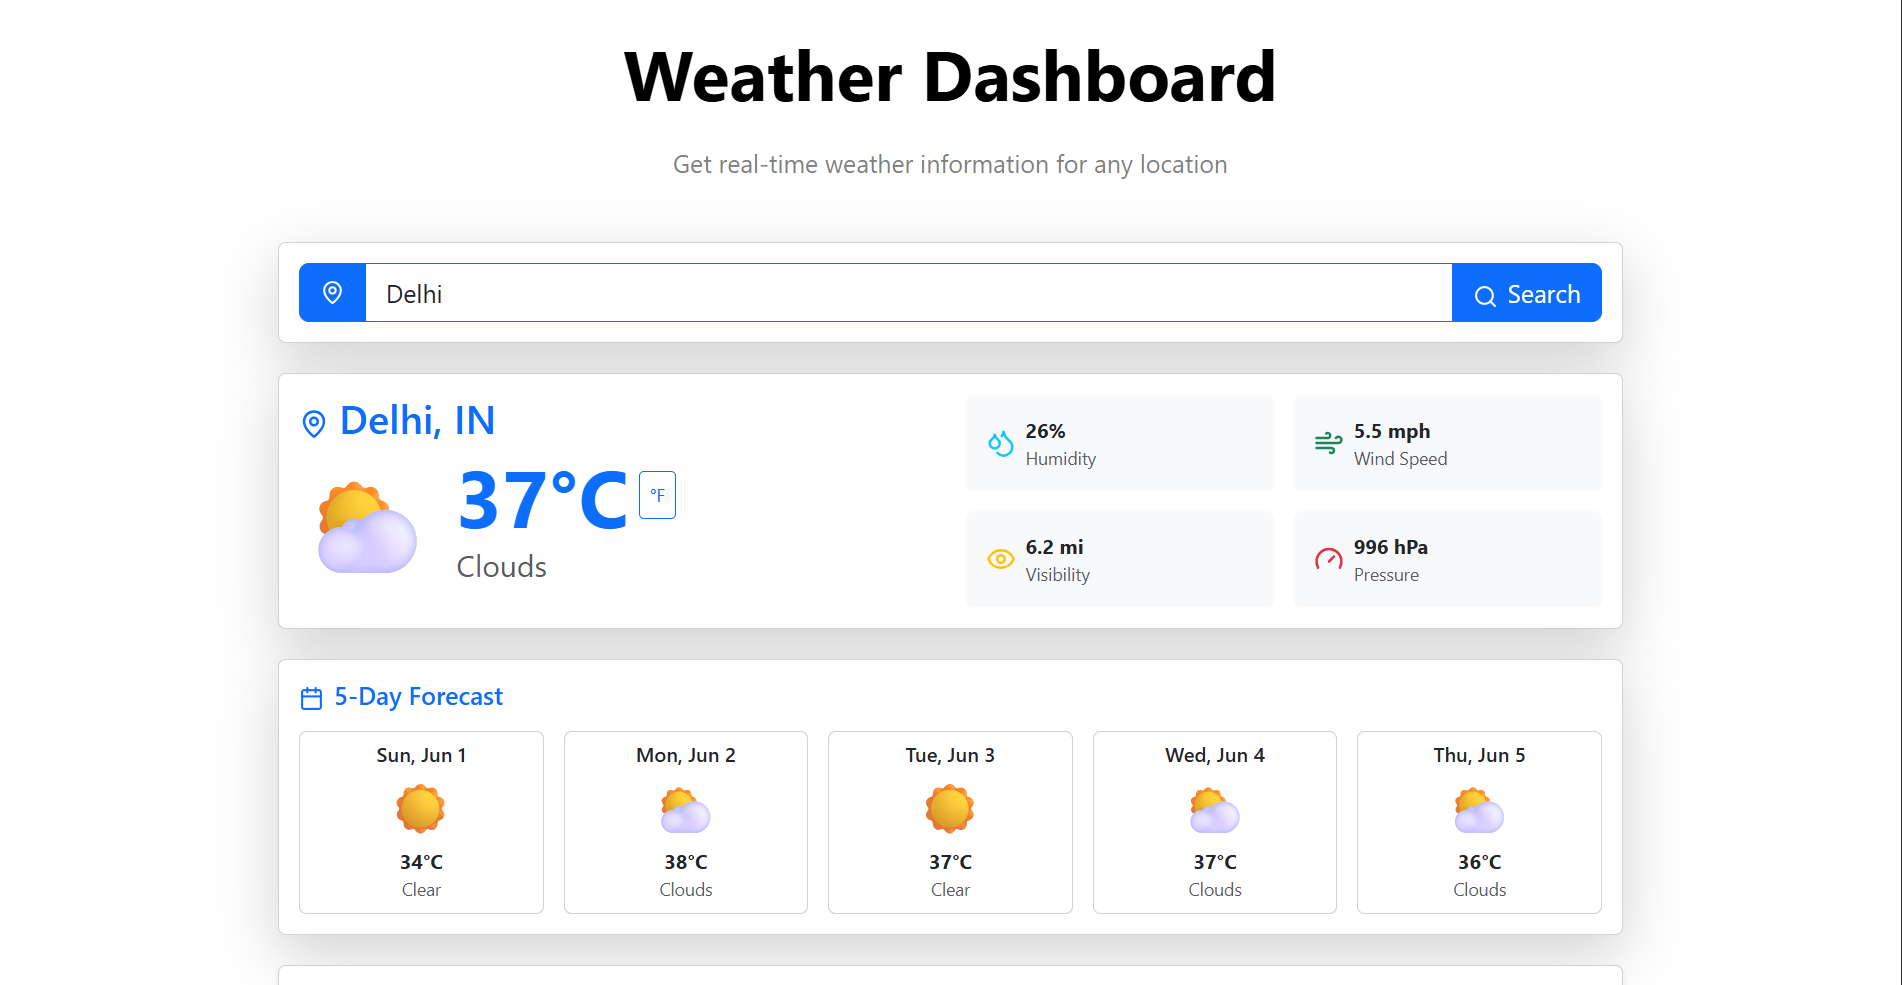 Weather Dashboard
Get real-time weather information for any location
Delhi
Search
Delhi, IN
37°C
°F
Clouds
26%
Humidity
5.5 mph
Wind Speed
6.2 mi
Visibility
996 hPa
Pressure
5-Day Forecast
Sun, Jun 1
34°C
Clear
Mon, Jun 2
38°C
Clouds
Tue, Jun 3
37°C
Clear
Wed, Jun 4
37°C
Clouds
Thu, Jun 5
36°C
Clouds